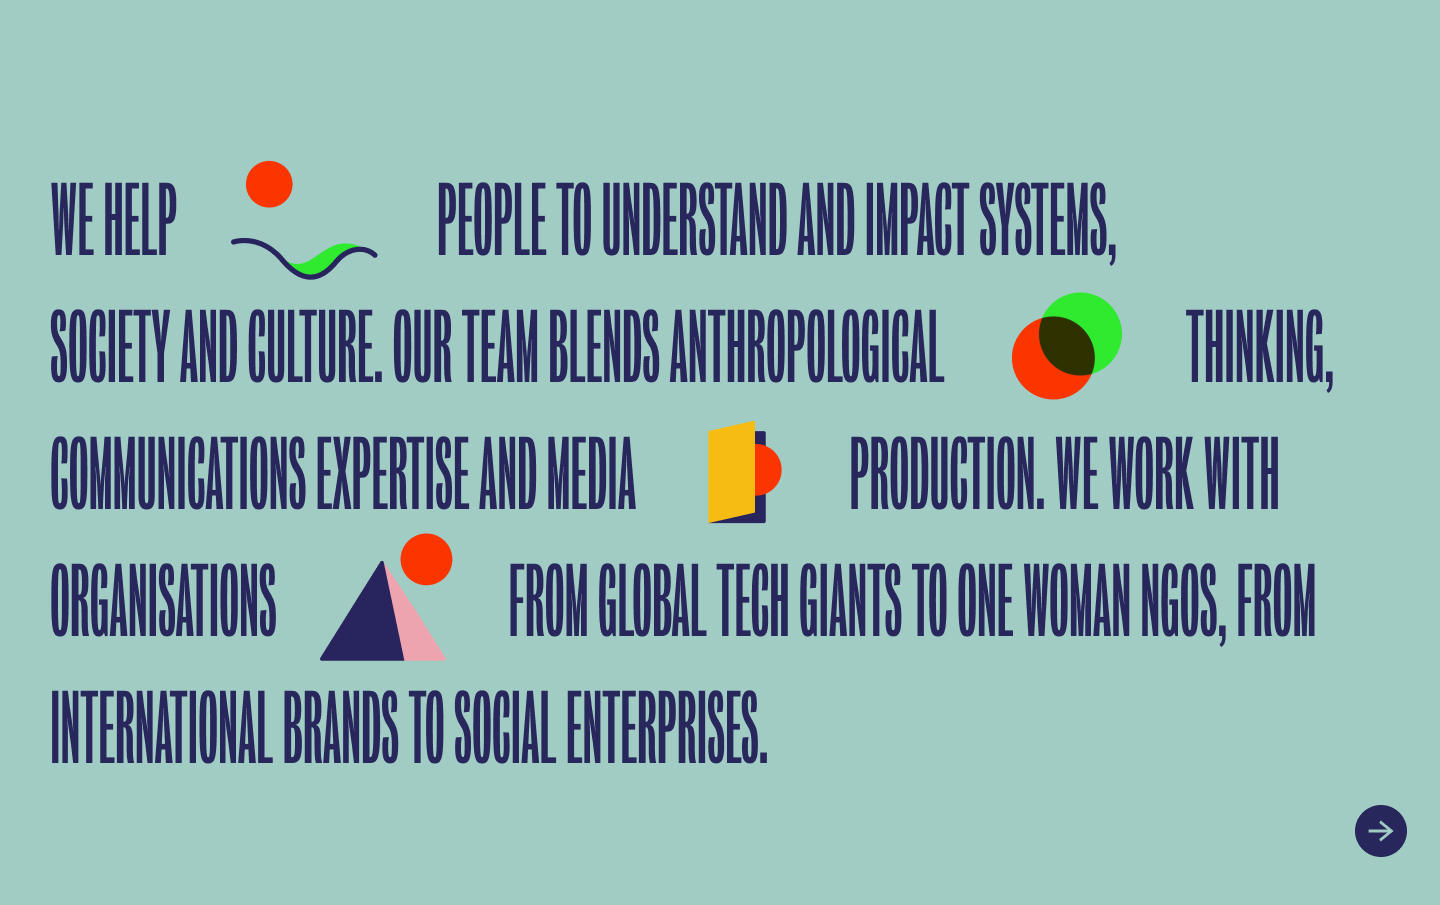 WE HELP PEOPLE TO UNDERSTAND AND IMPACT SYSTEMS,
SOCIETY AND CULTURE. OUR TEAM BLENDS ANTHROPOLOGICAL THINKING,
COMMUNICATIONS EXPERTISE AND MEDIA PRODUCTION. WE WORK WITH
ORGANISATIONS FROM GLOBAL TECH GIANTS TO ONE WOMAN NGOS, FROM
INTERNATIONAL BRANDS TO SOCIAL ENTERPRISES.